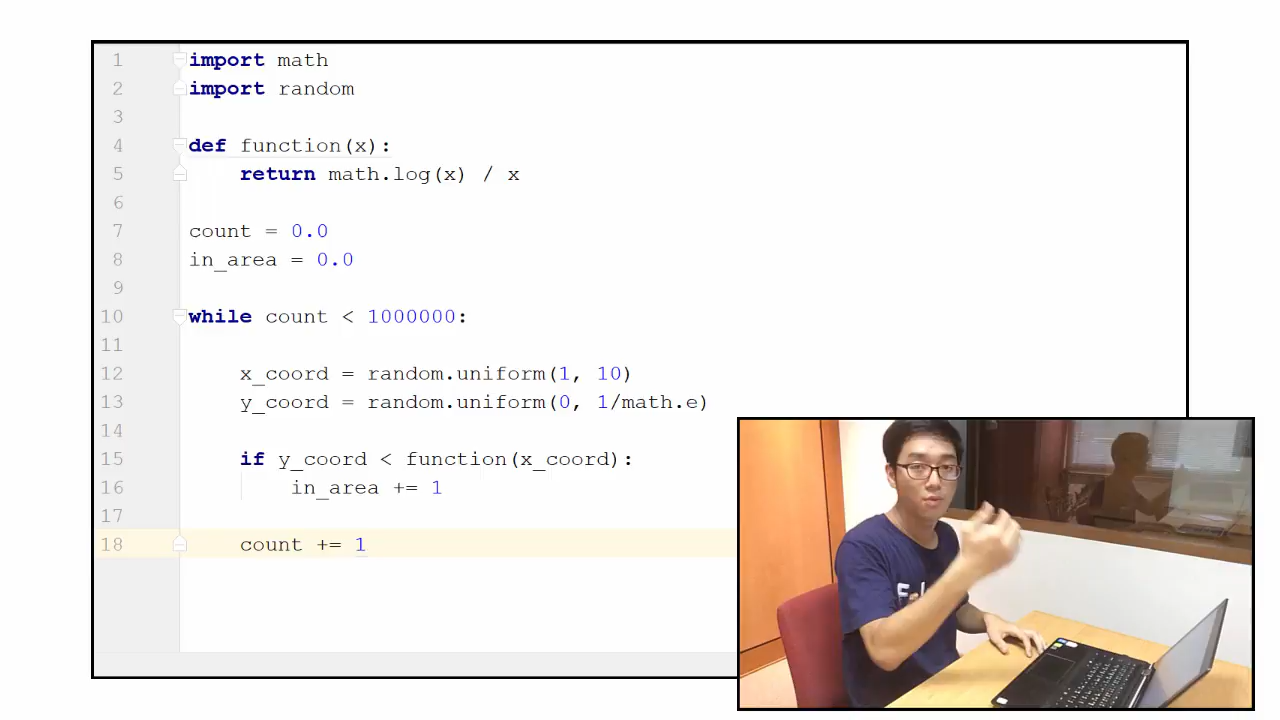 1 import math
2 import random
3
4 def function(x):
5 return math.log(x) / x
6
7 count = 0.0
8 in_area = 0.0
9
10 while count < 1000000:
11
12 x_coord = random.uniform(1, 10)
13 y_coord = random.uniform(0, 1/math.e)
14
15 if y_coord < function(x_coord):
16 in_area += 1
17
18 count += 1